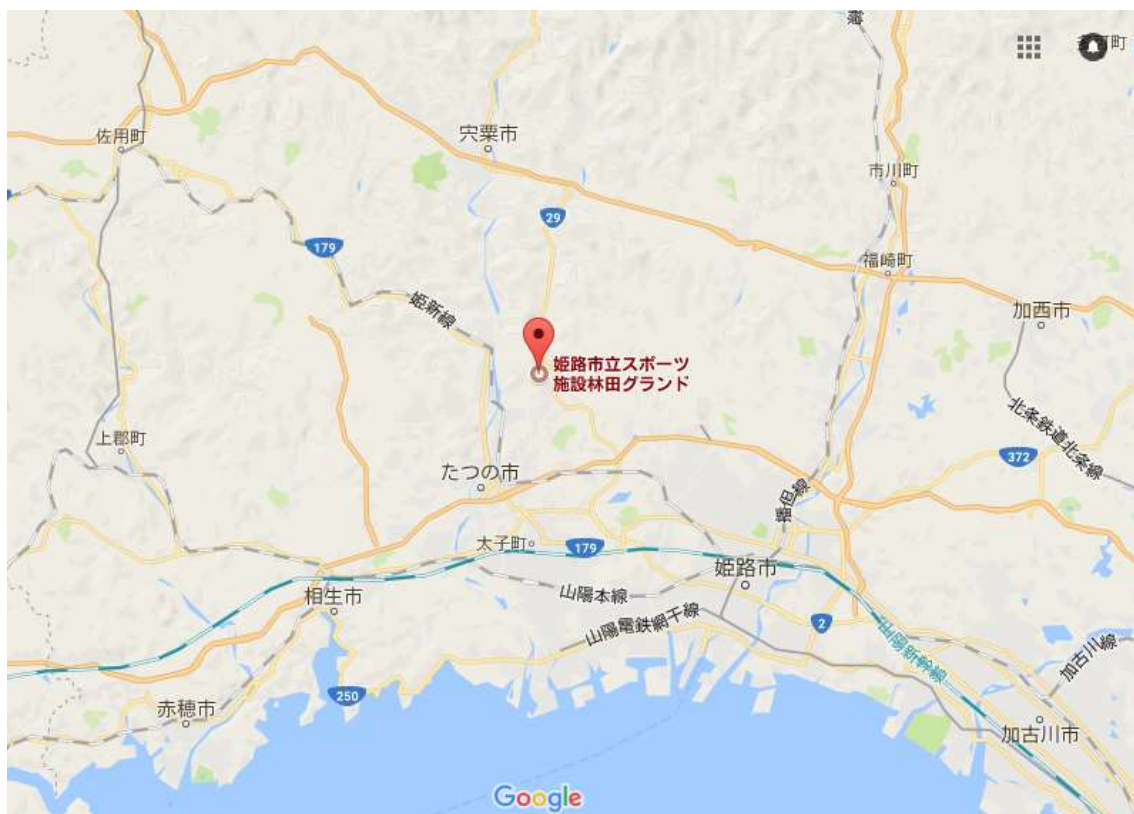 佐用町
宍粟市
市川町
29
179
福崎町
姫新線
加西市
姫路市立スポーツ
施設林田グランド
上郡町
北条鉄道北条線
372
たつの市
播但線
太子町
179
姫路市
相生市
山陽本線
2
山陽電鉄網干線
山陽新幹線
加古川線
250
赤穂市
加古川市
Google